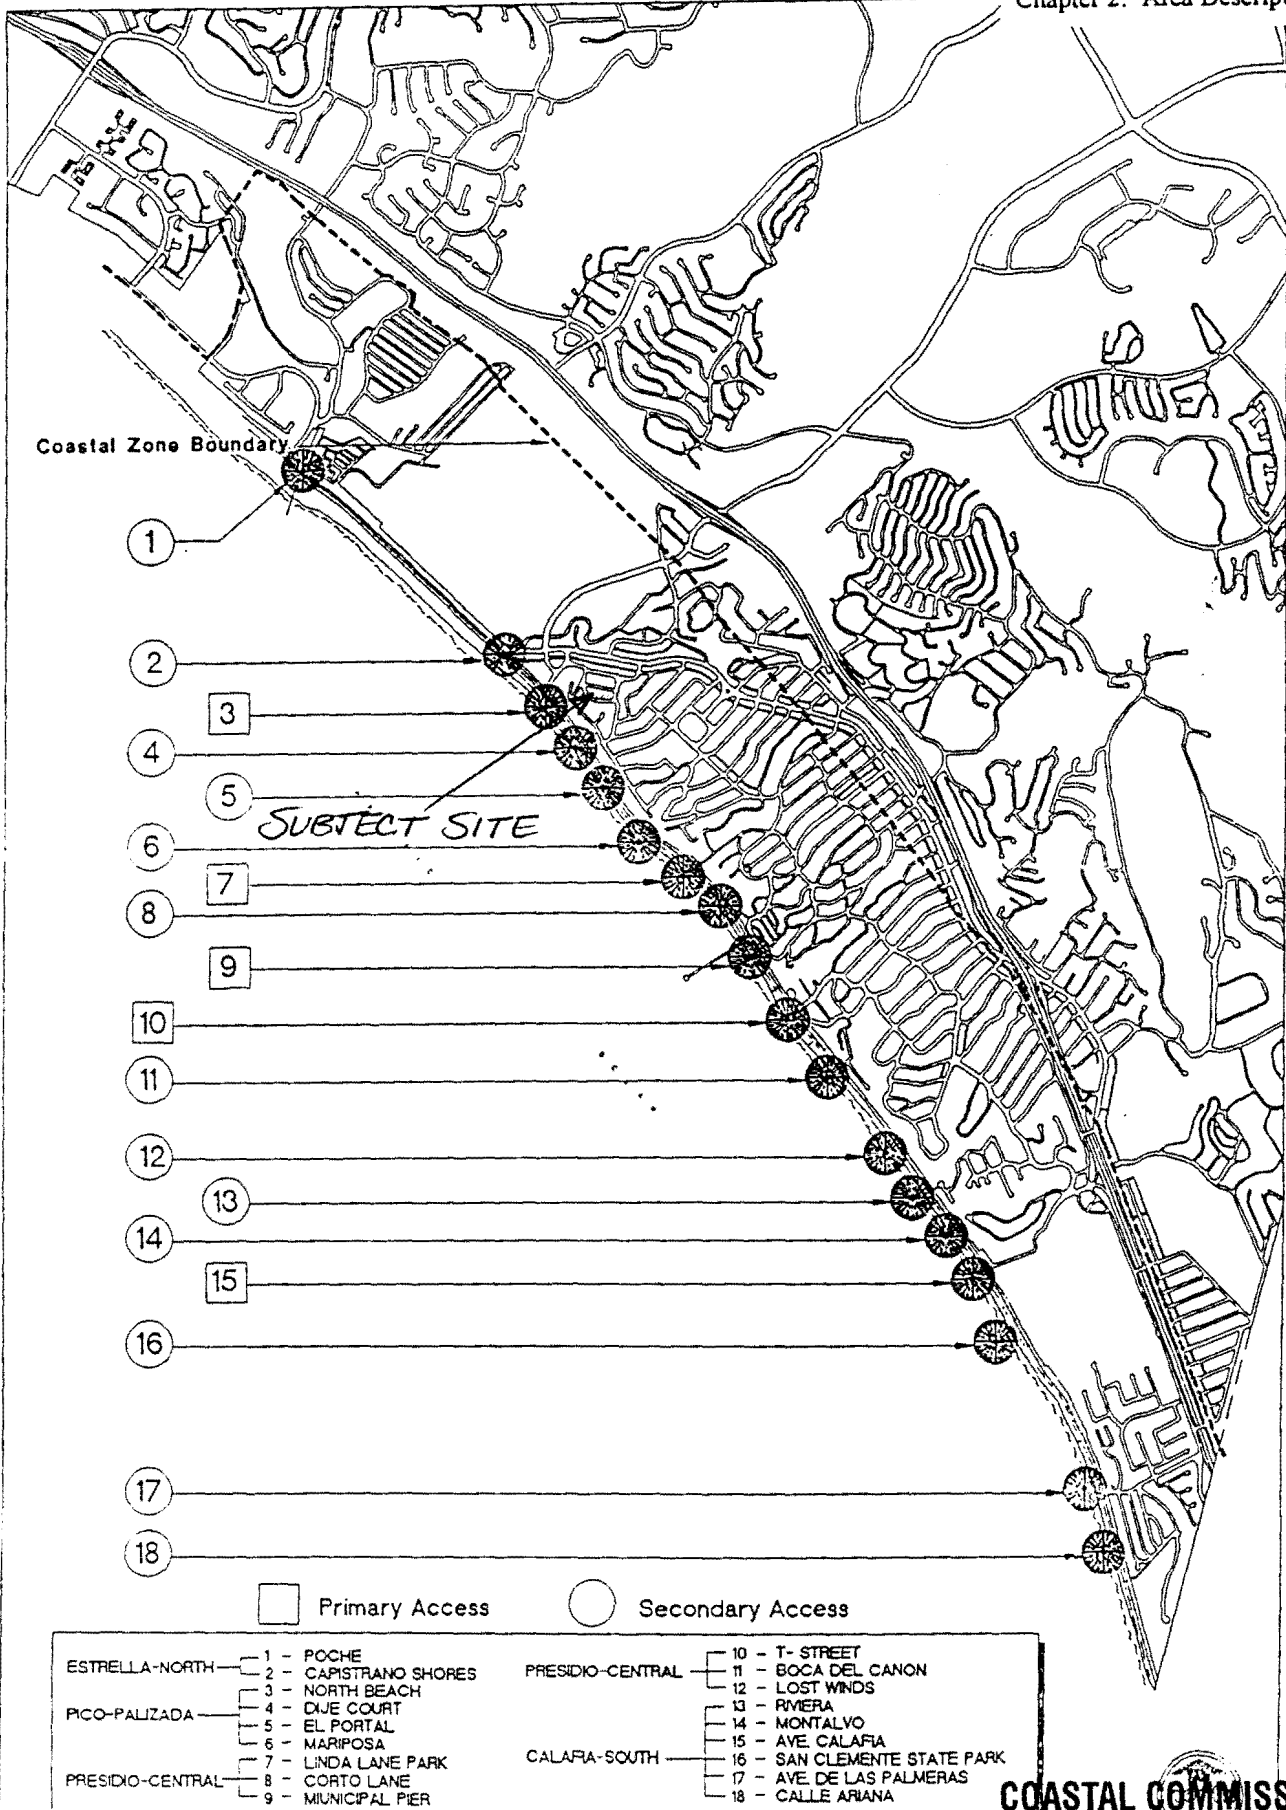 Chapter 2: Area Descrip
Coastal Zone Boundary
1
2
3
4
5
SUBJECT SITE
6
7
8
9
10
11
12
13
14
15
16
17
18
Primary Access
Secondary Access
ESTRELLA-NORTH
1 - POCHE
2 - CAPISTRANO SHORES
PICO-PALIZADA
3 - NORTH BEACH
4 - DIJE COURT
5 - EL PORTAL
6 - MARIPOSA
PRESIDIO-CENTRAL
7 - LINDA LANE PARK
8 - CORTO LANE
9 - MIUNICIPAL PIER
PRESIDIO-CENTRAL
10 - T- STREET
11 - BOCA DEL CANON
12 - LOST WINDS
CALAFIA-SOUTH
13 - RIVIERA
14 - MONTALVO
15 - AVE. CALAFIA
16 - SAN CLEMENTE STATE PARK
17 - AVE. DE LAS PALMERAS
18 - CALLE ARIANA
COASTAL COMMISS